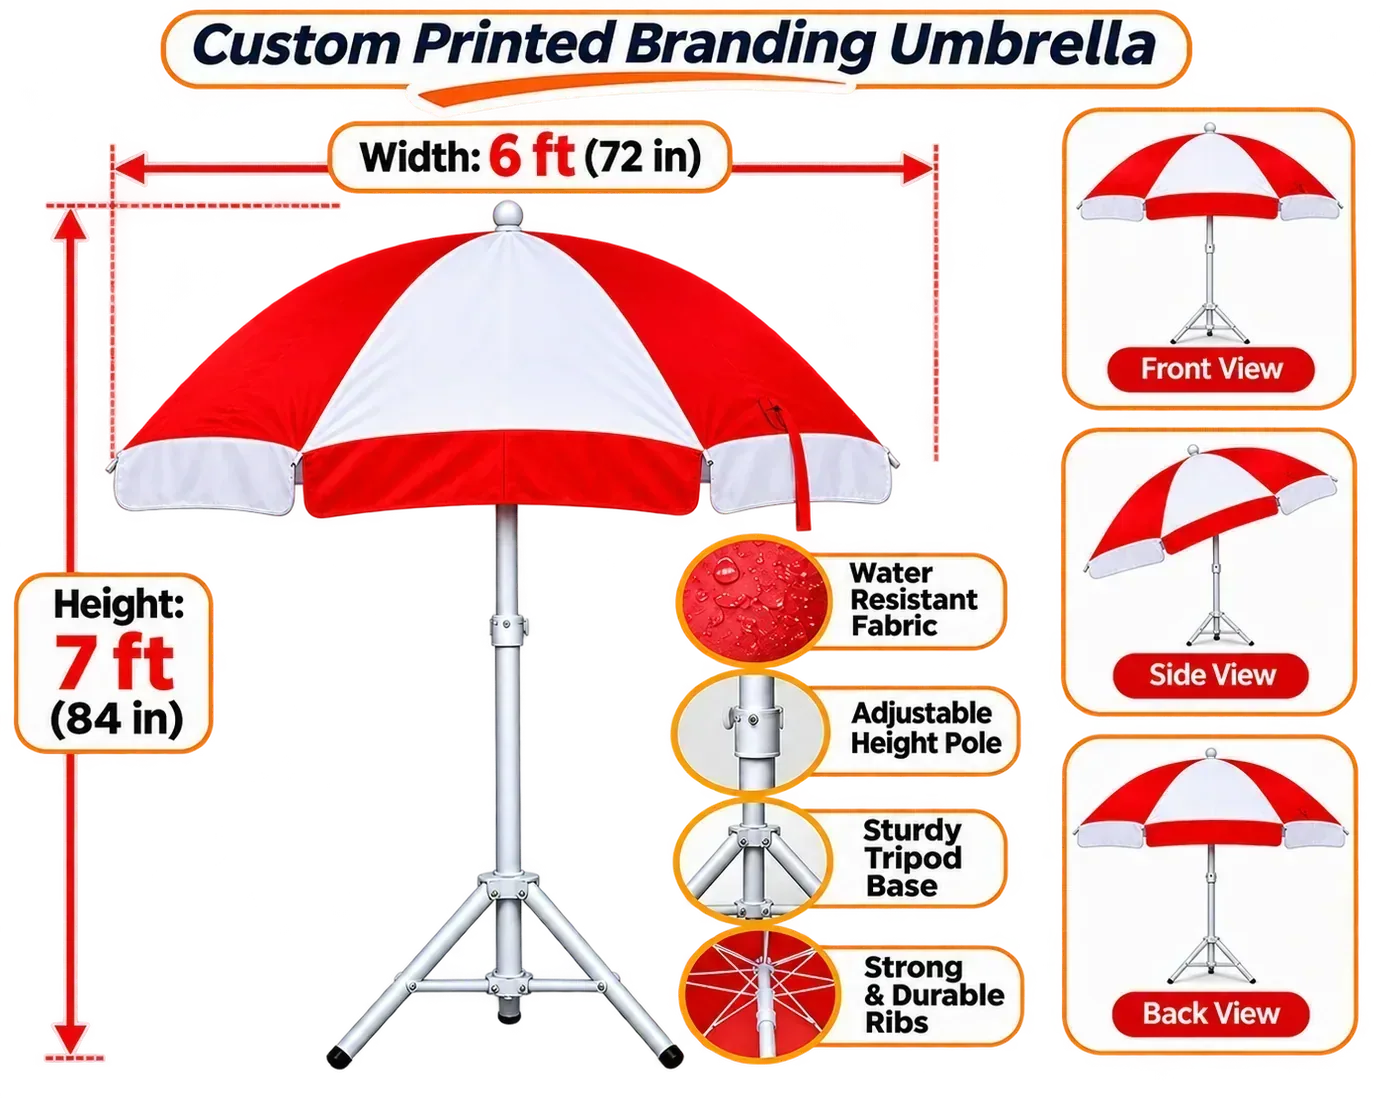 Custom Printed Branding Umbrella
Width: 6 ft (72 in)
Height:
7 ft
(84 in)
Water
Resistant
Fabric
Adjustable
Height Pole
Sturdy
Tripod
Base
Strong
& Durable
Ribs
Front View
Side View
Back View